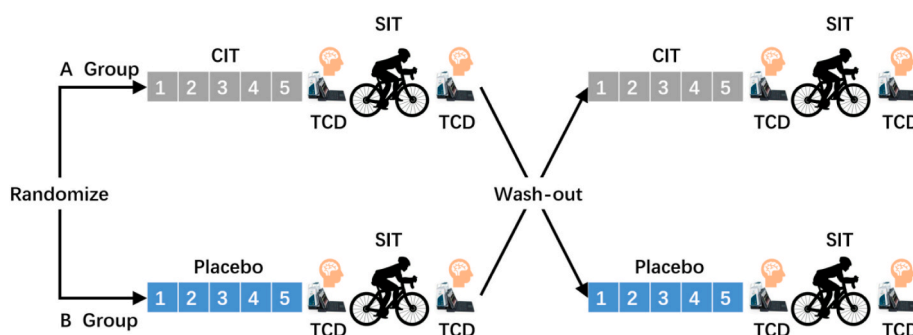 SIT
SIT
A Group
CIT
CIT
1 2 3 4 5
1 2 3 4 5
TCD
TCD
TCD
TCD
Randomize
Wash-out
SIT
SIT
Placebo
Placebo
1 2 3 4 5
1 2 3 4 5
B Group
TCD
TCD
TCD
TCD